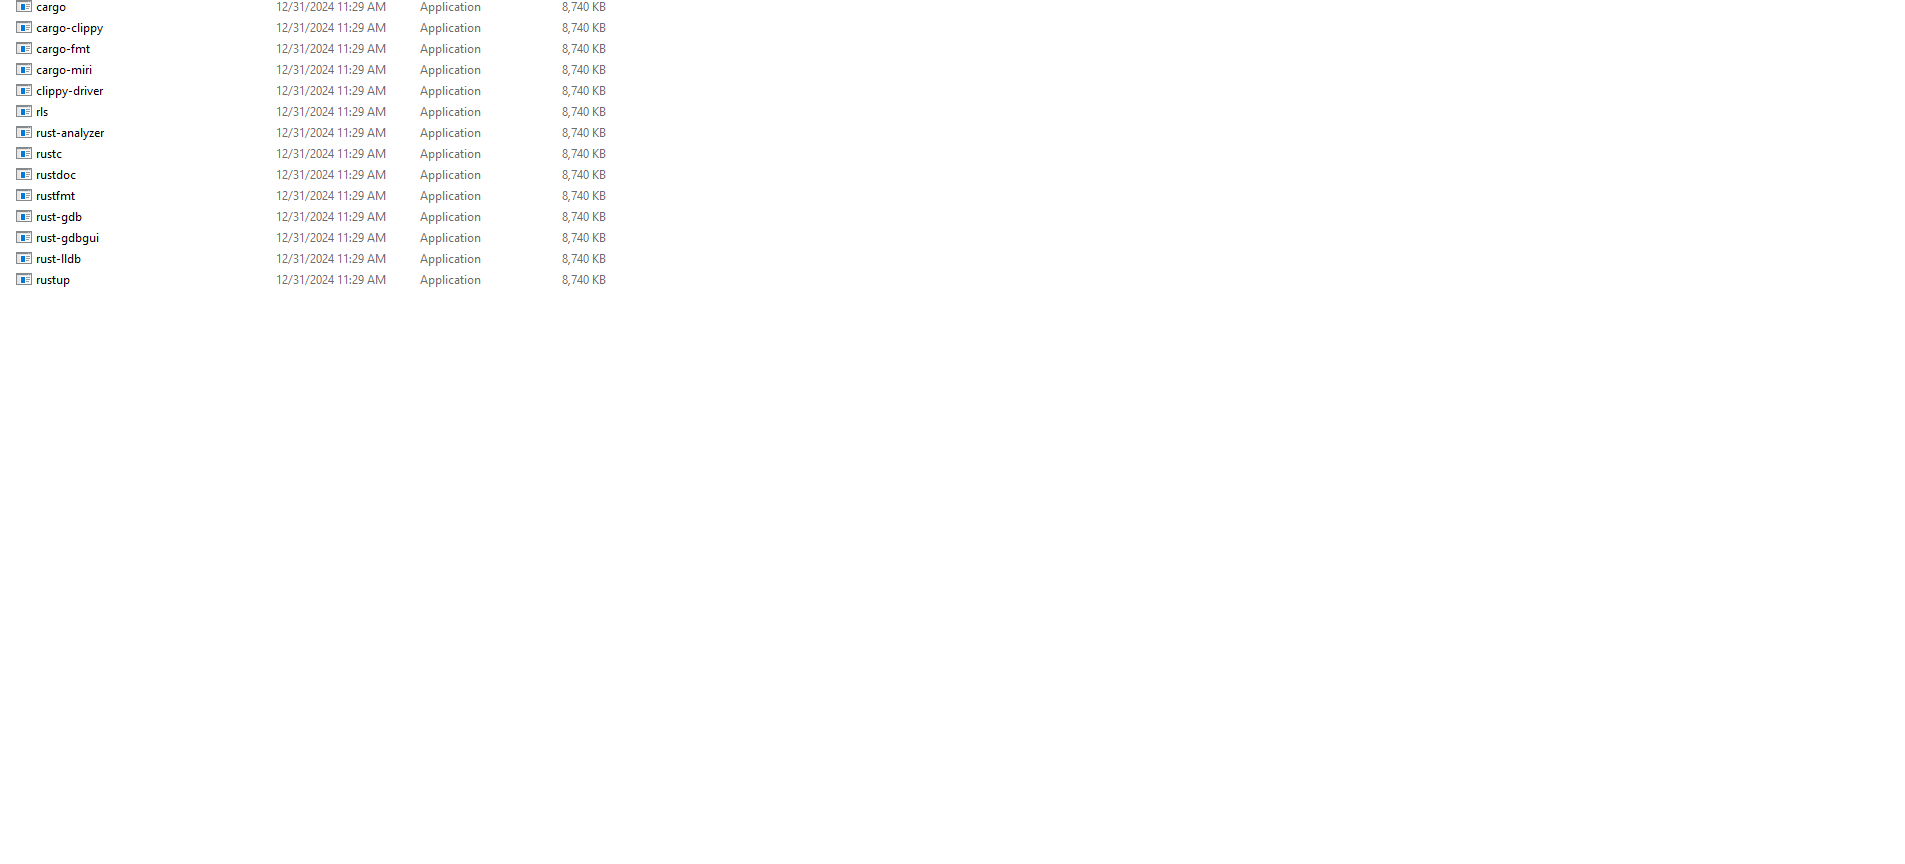 cargo 12/31/2024 11:29 AM Application 8,740 KB
cargo-clippy 12/31/2024 11:29 AM Application 8,740 KB
cargo-fmt 12/31/2024 11:29 AM Application 8,740 KB
cargo-miri 12/31/2024 11:29 AM Application 8,740 KB
clippy-driver 12/31/2024 11:29 AM Application 8,740 KB
rls 12/31/2024 11:29 AM Application 8,740 KB
rust-analyzer 12/31/2024 11:29 AM Application 8,740 KB
rustc 12/31/2024 11:29 AM Application 8,740 KB
rustdoc 12/31/2024 11:29 AM Application 8,740 KB
rustfmt 12/31/2024 11:29 AM Application 8,740 KB
rust-gdb 12/31/2024 11:29 AM Application 8,740 KB
rust-gdbgui 12/31/2024 11:29 AM Application 8,740 KB
rust-lldb 12/31/2024 11:29 AM Application 8,740 KB
rustup 12/31/2024 11:29 AM Application 8,740 KB